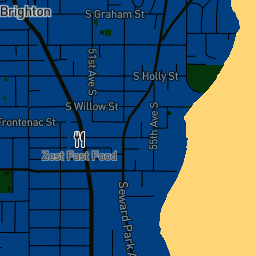 Brighton
S Graham St
51st Ave S
S Holly St
S Willow St
55th Ave S
Frontenac St
Zest Fast Food
Seward Park A